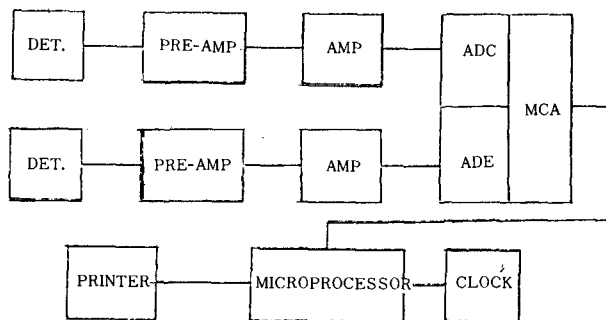 DET.
PRE-AMP
AMP
ADC
MCA
DET.
PRE-AMP
AMP
ADE
PRINTER
MICROPROCESSOR
CLOCK